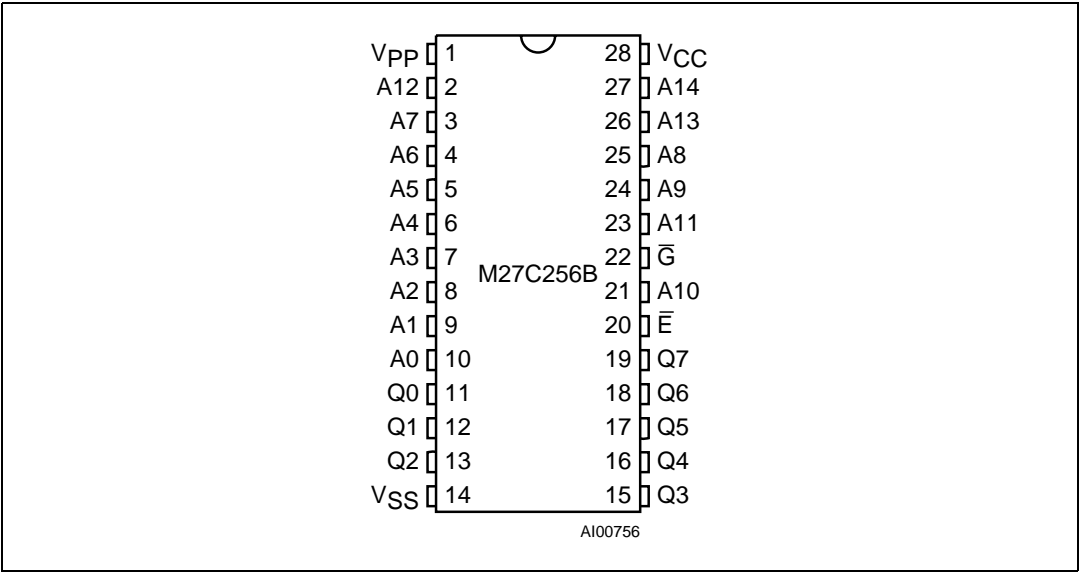 VPP 1 28 VCC
A12 2 27 A14
A7 3 26 A13
A6 4 25 A8
A5 5 24 A9
A4 6 23 A11
A3 7 22 G̅
M27C256B
A2 8 21 A10
A1 9 20 E̅
A0 10 19 Q7
Q0 11 18 Q6
Q1 12 17 Q5
Q2 13 16 Q4
VSS 14 15 Q3
AI00756